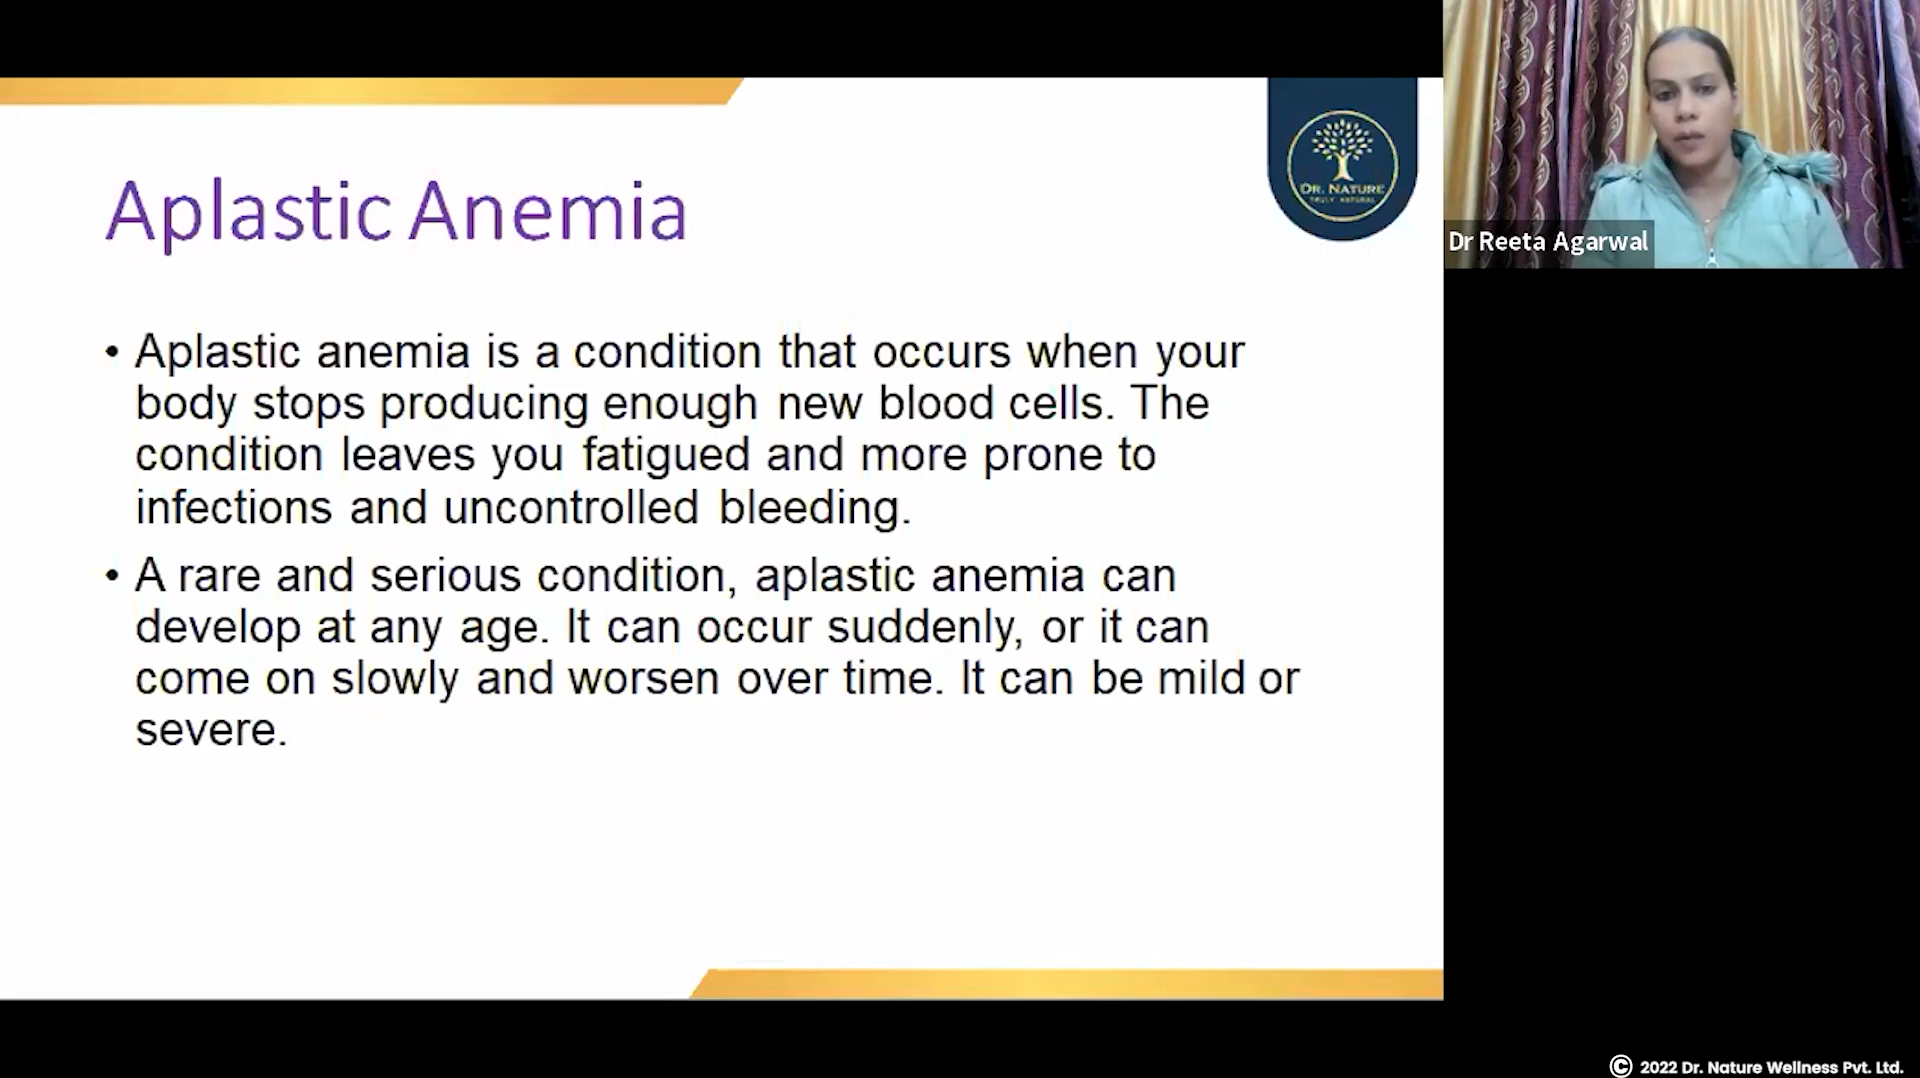 Aplastic Anemia
DR. NATURE
TRULY NATURAL
Dr Reeta Agarwal
• Aplastic anemia is a condition that occurs when your
body stops producing enough new blood cells. The
condition leaves you fatigued and more prone to
infections and uncontrolled bleeding.
• A rare and serious condition, aplastic anemia can
develop at any age. It can occur suddenly, or it can
come on slowly and worsen over time. It can be mild or
severe.
© 2022 Dr. Nature Wellness Pvt. Ltd.